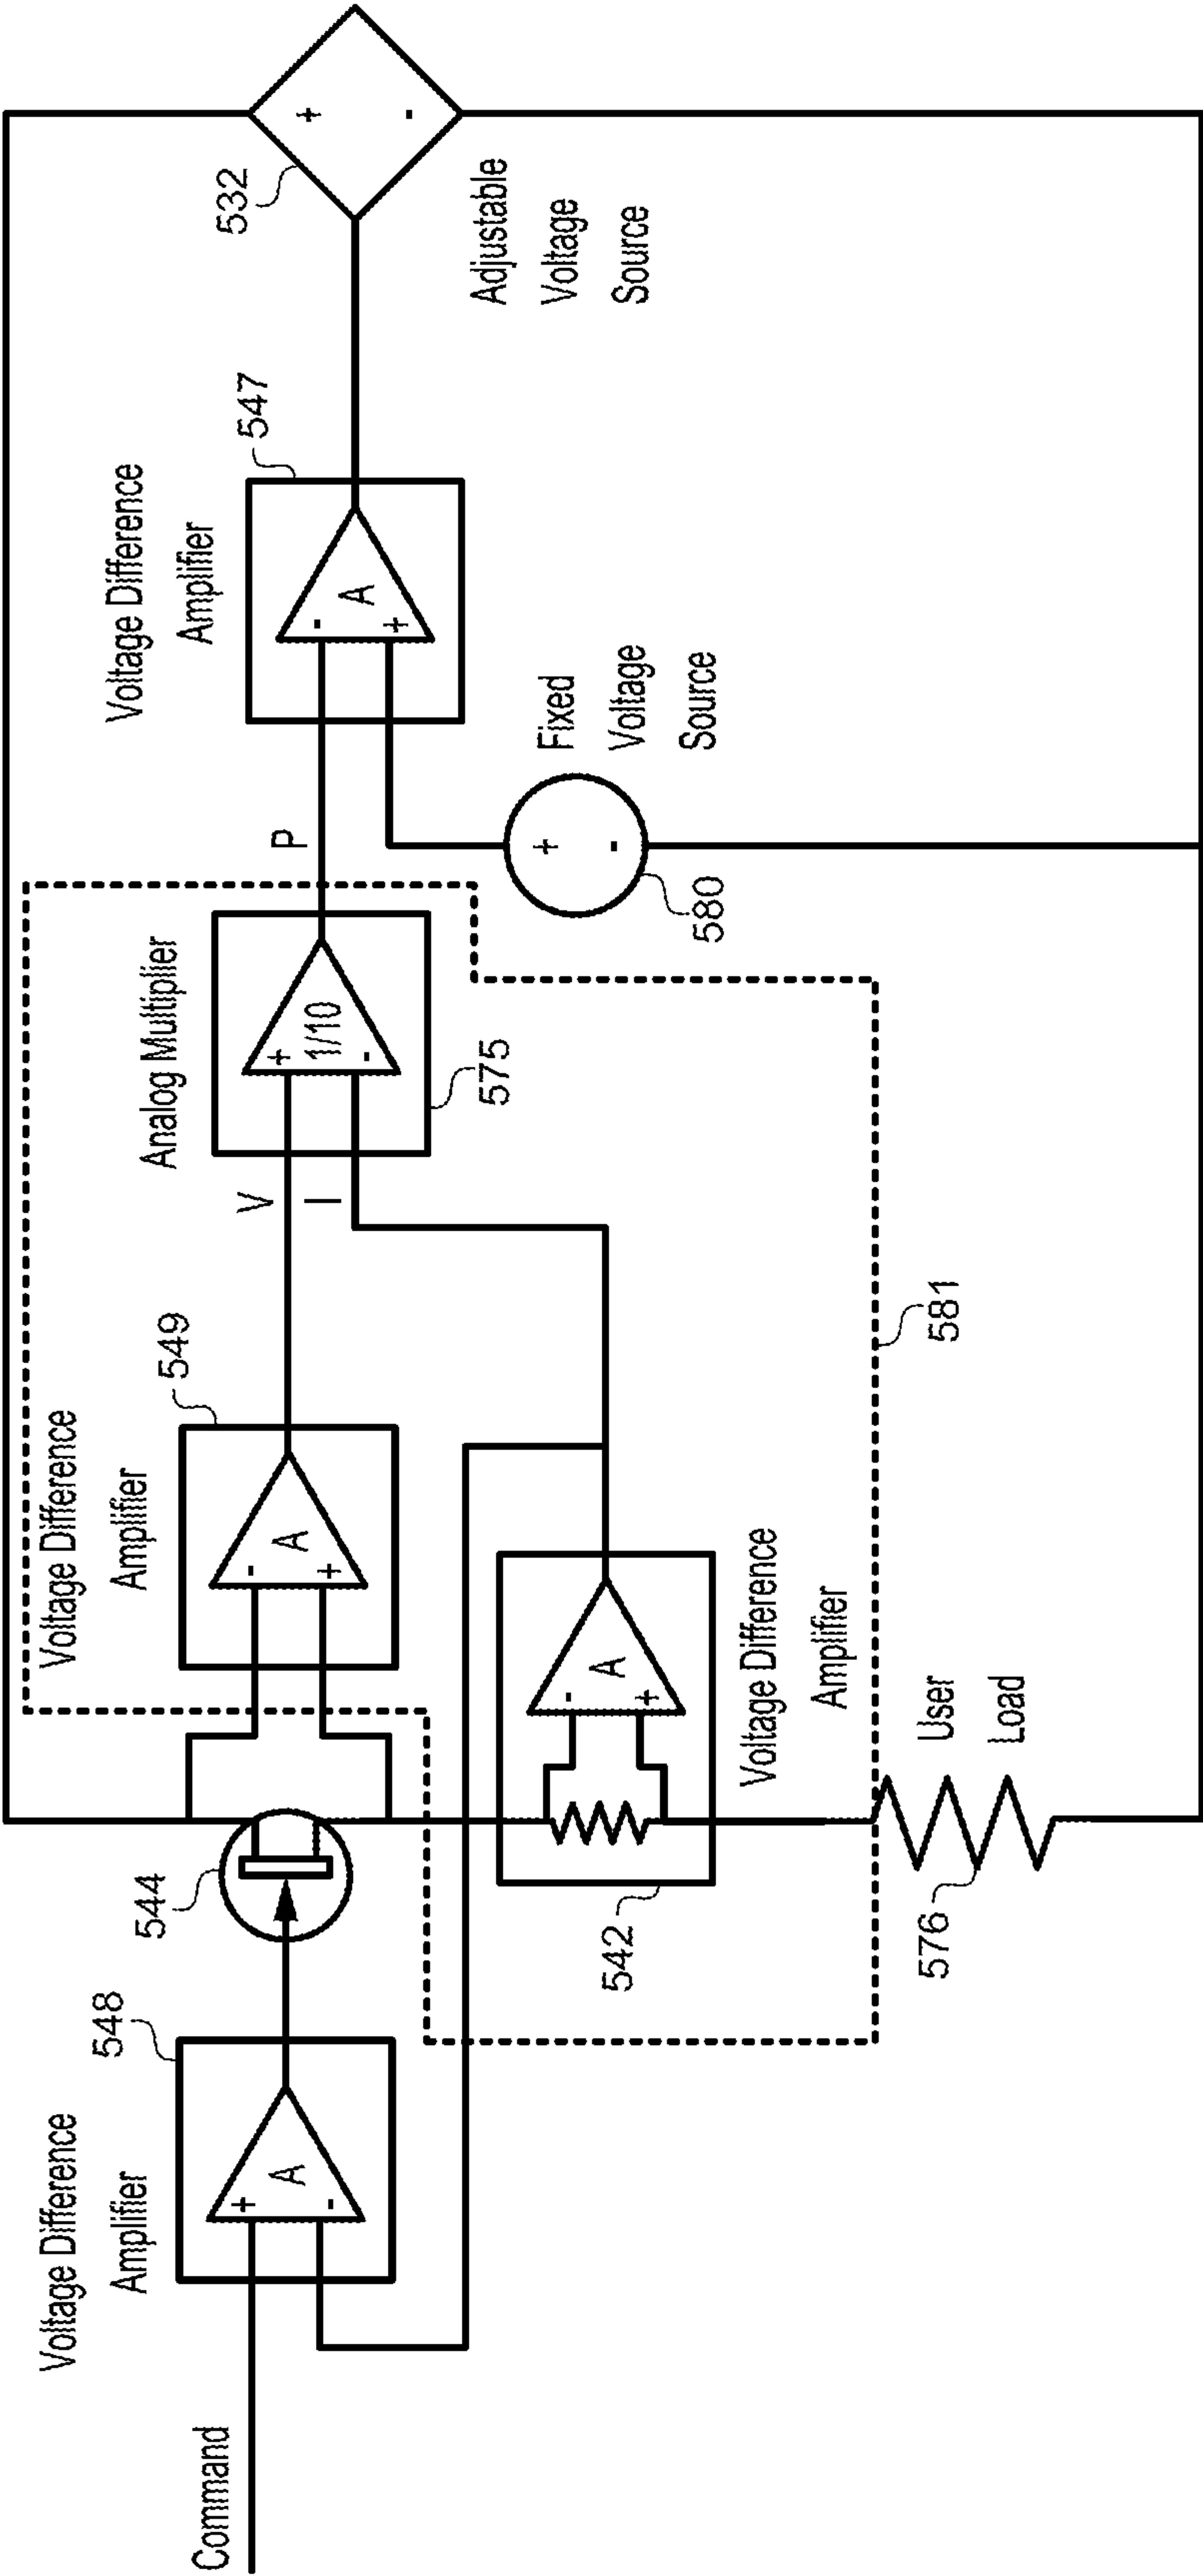 Command
Voltage Difference
Amplifier
548
+
A
-
544
Voltage Difference
Amplifier
549
-
A
+
542
-
A
+
Voltage Difference
Amplifier
576
User
Load
581
V
I
Analog Multiplier
+
1/10
-
575
P
Voltage Difference
Amplifier
547
-
A
+
Fixed
Voltage
Source
+
-
580
532
+
-
Adjustable
Voltage
Source